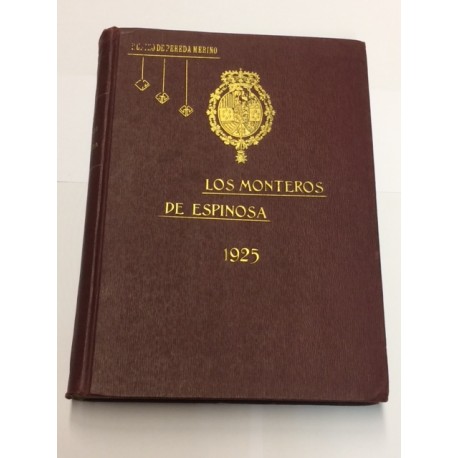 DE PEREDA MERINO
LOS MONTEROS
DE ESPINOSA
1925